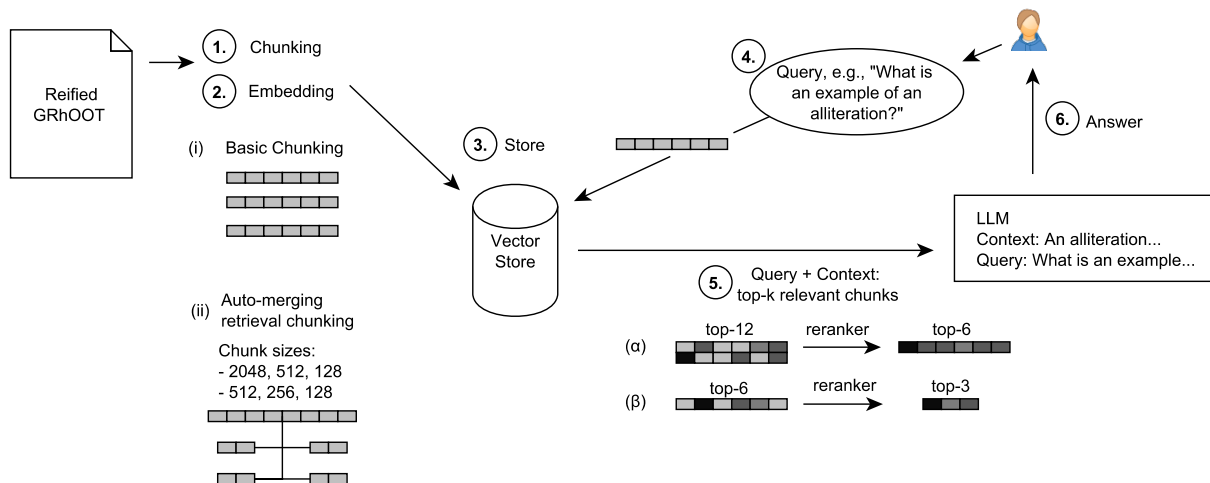 Reified
GRhOOT
1. Chunking
2. Embedding
(i) Basic Chunking
(ii) Auto-merging
retrieval chunking
Chunk sizes:
- 2048, 512, 128
- 512, 256, 128
3. Store
Vector
Store
4.
Query, e.g., "What is
an example of an
alliteration?"
5. Query + Context:
top-k relevant chunks
(α) top-12 reranker top-6
(β) top-6 reranker top-3
LLM
Context: An alliteration...
Query: What is an example...
6. Answer